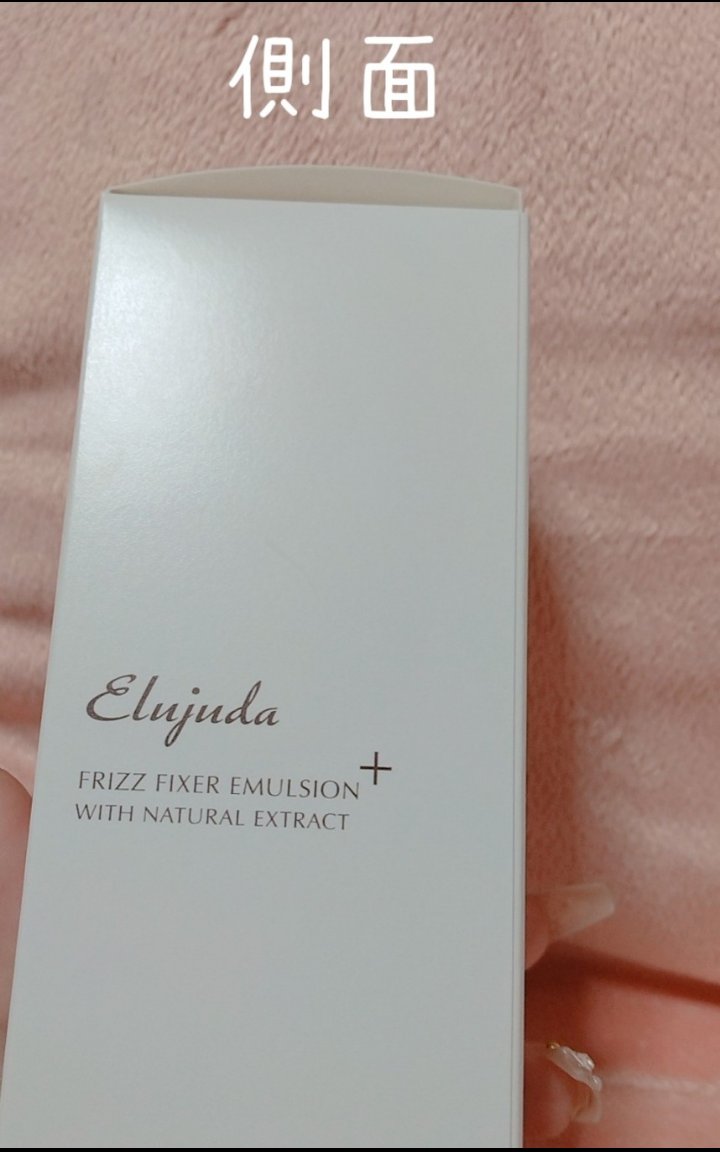 側面
Elujuda
FRIZZ FIXER EMULSION+
WITH NATURAL EXTRACT